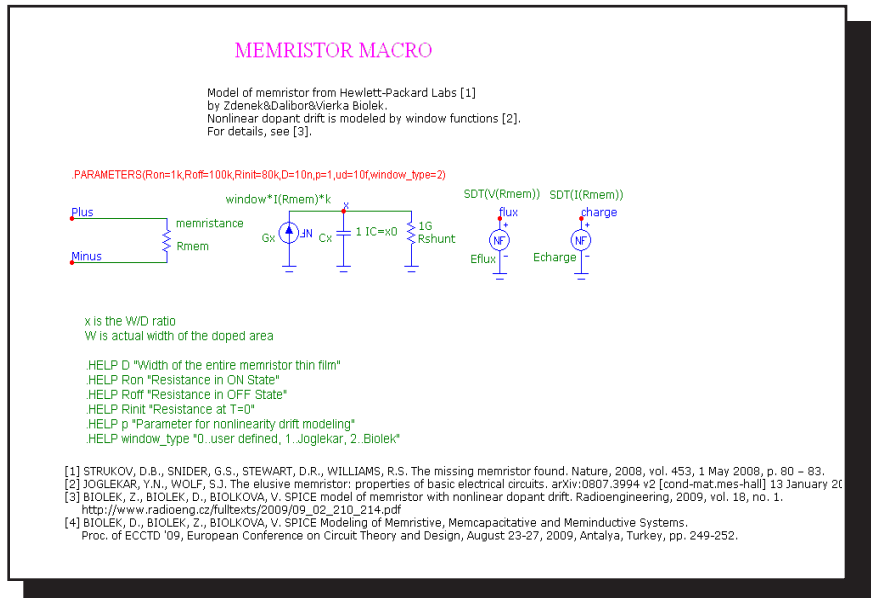 MEMRISTOR MACRO
Model of memristor from Hewlett-Packard Labs [1]
by Zdenek&Dalibor&Vierka Biolek.
Nonlinear dopant drift is modeled by window functions [2].
For details, see [3].
.PARAMETERS(Ron=1k,Roff=100k,Rinit=80k,D=10n,p=1,ud=10f,window_type=2)
window*I(Rmem)*k
x
SDT(V(Rmem))
SDT(I(Rmem))
Plus
memristance
Rmem
Minus
Gx
NF
Cx
1 IC=x0
1G
Rshunt
flux
+
NF
-
Eflux
charge
+
NF
-
Echarge
x is the W/D ratio
W is actual width of the doped area
.HELP D "Width of the entire memristor thin film"
.HELP Ron "Resistance in ON State"
.HELP Roff "Resistance in OFF State"
.HELP Rinit "Resistance at T=0"
.HELP p "Parameter for nonlinearity drift modeling"
.HELP window_type "0..user defined, 1..Joglekar, 2..Biolek"
[1] STRUKOV, D.B., SNIDER, G.S., STEWART, D.R., WILLIAMS, R.S. The missing memristor found. Nature, 2008, vol. 453, 1 May 2008, p. 80 – 83.
[2] JOGLEKAR, Y.N., WOLF, S.J. The elusive memristor: properties of basic electrical circuits. arXiv:0807.3994 v2 [cond-mat.mes-hall] 13 January 20
[3] BIOLEK, Z., BIOLEK, D., BIOLKOVA, V. SPICE model of memristor with nonlinear dopant drift. Radioengineering, 2009, vol. 18, no. 1.
http://www.radioeng.cz/fulltexts/2009/09_02_210_214.pdf
[4] BIOLEK, D., BIOLEK, Z., BIOLKOVA, V. SPICE Modeling of Memristive, Memcapacitative and Meminductive Systems.
Proc. of ECCTD '09, European Conference on Circuit Theory and Design, August 23-27, 2009, Antalya, Turkey, pp. 249-252.